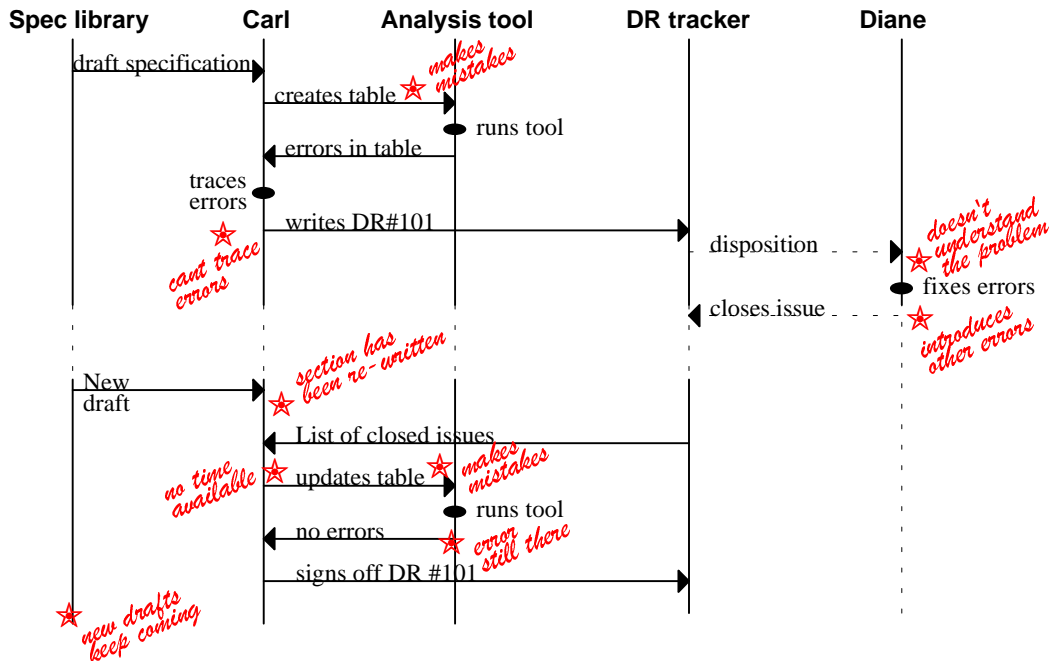 Spec library Carl Analysis tool DR tracker Diane
draft specification
makes
mistakes
creates table
runs tool
errors in table
traces
errors
writes DR#101
cant trace
errors
disposition
doesn't
understand
the problem
fixes errors
closes issue
introduces
other errors
section has
been re-written
New
draft
List of closed issues
no time
available
makes
mistakes
updates table
runs tool
no errors
error
still there
signs off DR #101
new drafts
keep coming